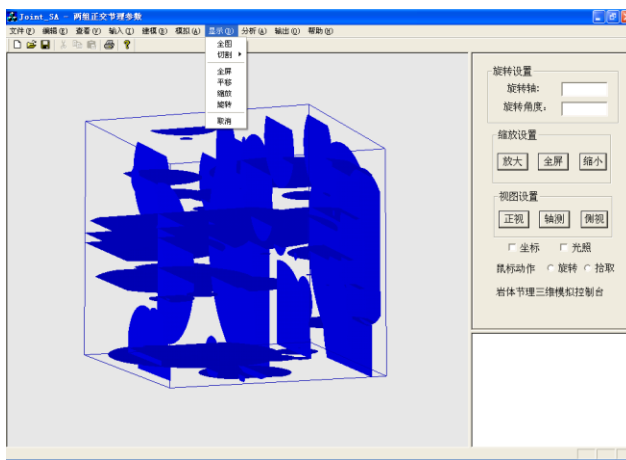 Joint_SA - 两组正交节理参数
文件(F) 编辑(E) 查看(V) 输入(I) 建模(B) 模拟(A) 显示(D) 分析(A) 输出(O) 帮助(H)
全图
切割
全屏
平移
缩放
旋转
取消
旋转设置
旋转轴:
旋转角度:
缩放设置
放大 全屏 缩小
视图设置
正视 轴测 侧视
坐标 光照
鼠标动作 旋转 拾取
岩体节理三维模拟控制台